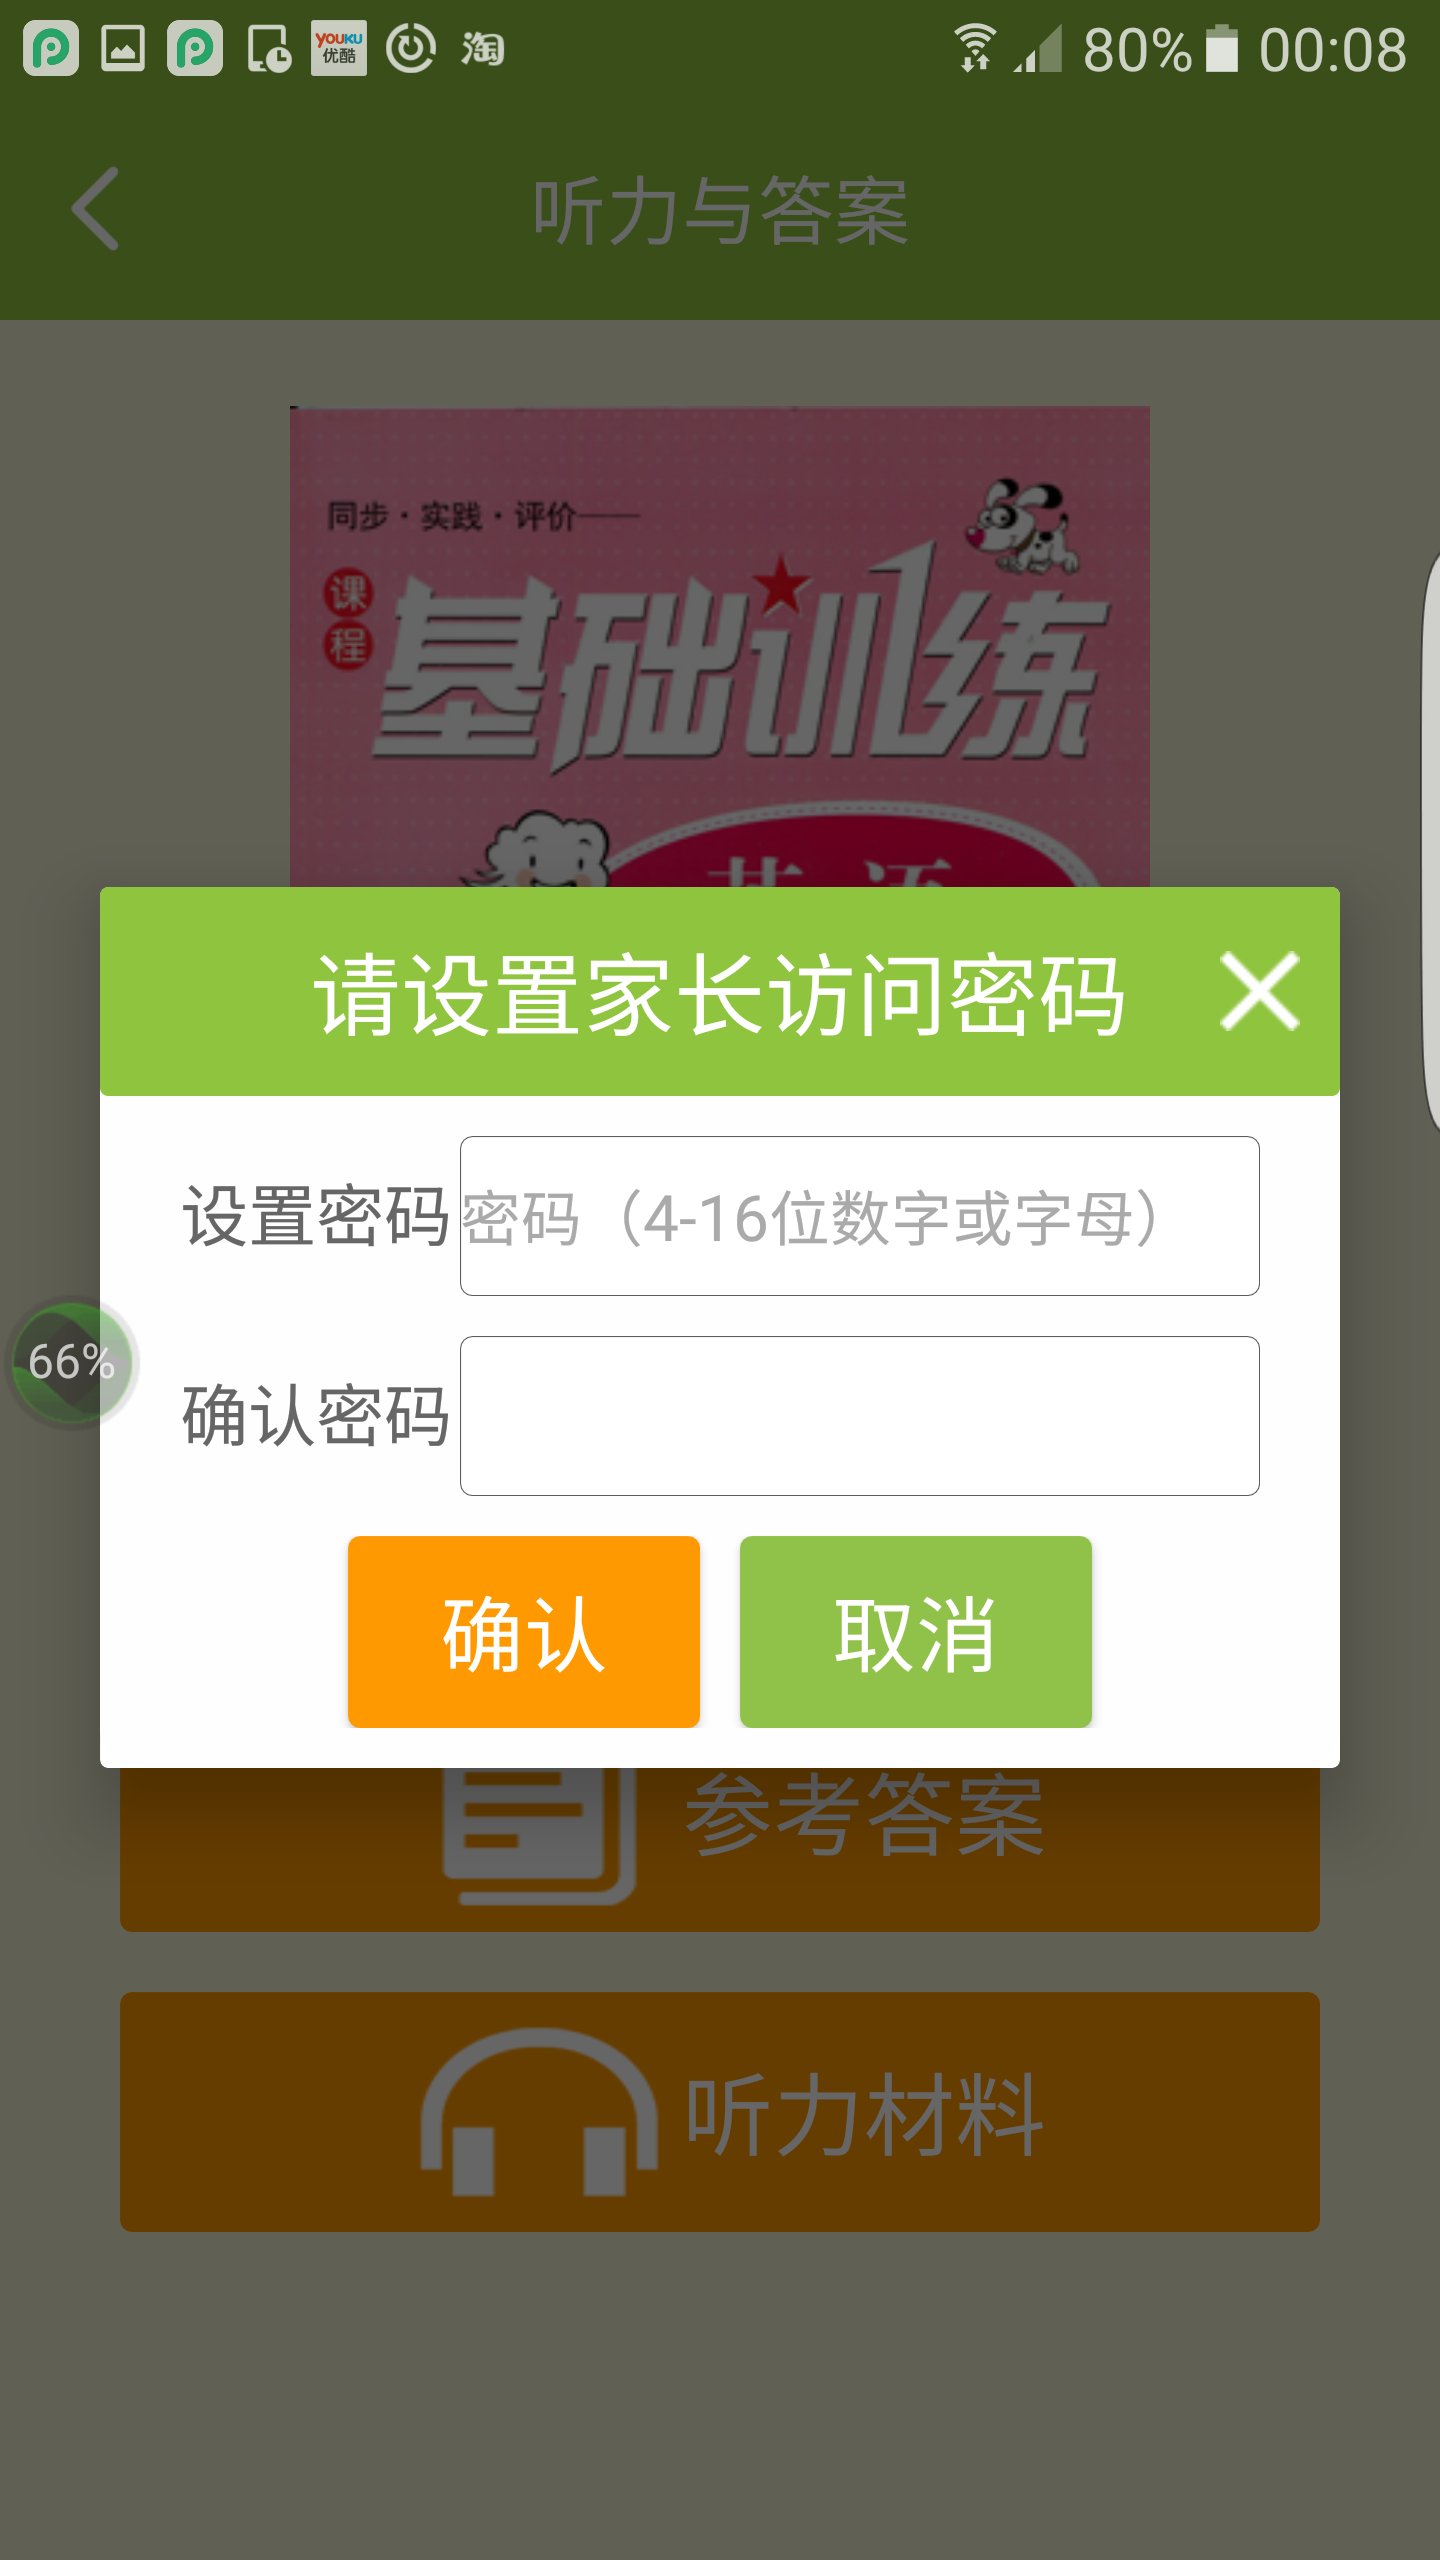 YOUKU
优酷
淘
80%
00:08
听力与答案
同步·实践·评价——
课程
基础训练
英语
请设置家长访问密码
设置密码
密码（4-16位数字或字母）
66%
确认密码
确认
取消
参考答案
听力材料